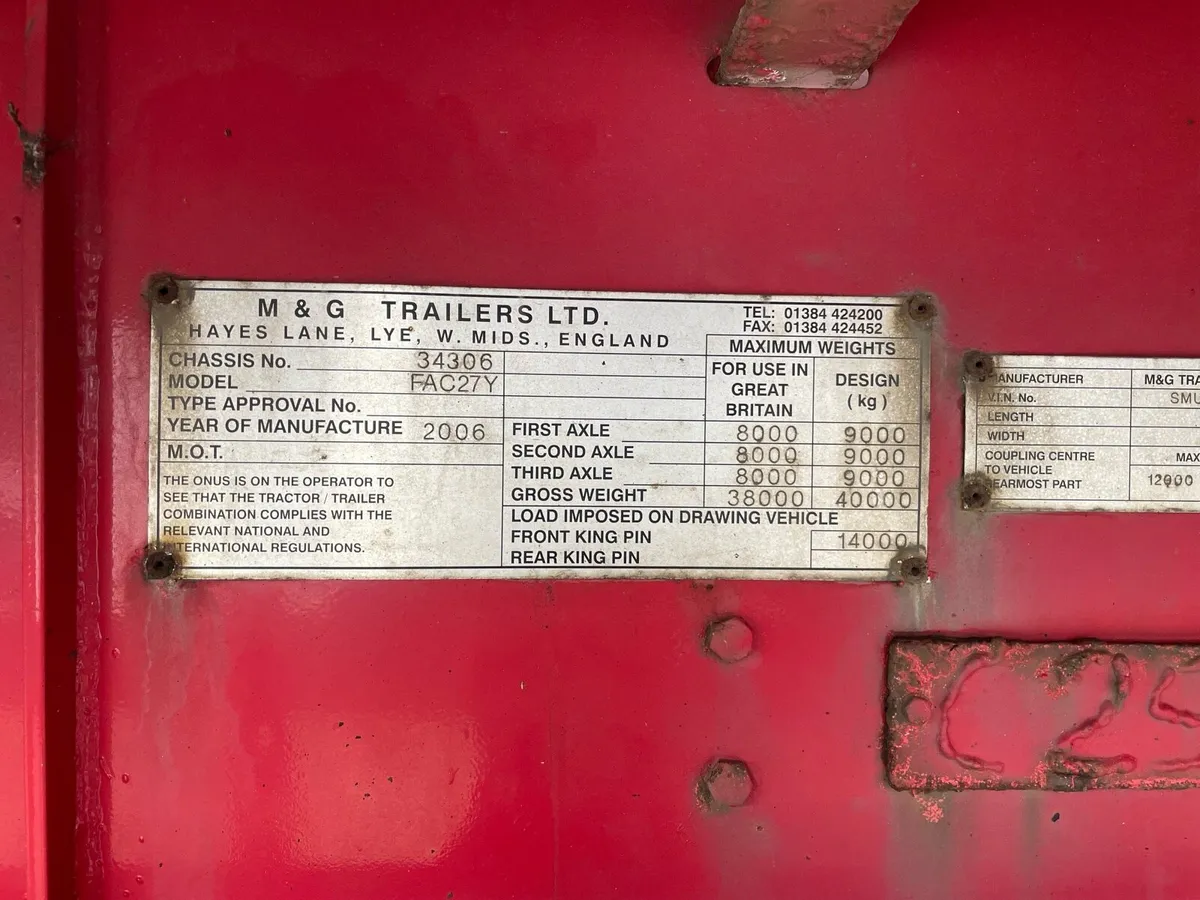 M & G TRAILERS LTD.
HAYES LANE, LYE, W. MIDS., ENGLAND
TEL: 01384 424200
FAX: 01384 424452
CHASSIS No. 34306
MODEL FAC27Y
TYPE APPROVAL No.
YEAR OF MANUFACTURE 2006
M.O.T.
THE ONUS IS ON THE OPERATOR TO
SEE THAT THE TRACTOR / TRAILER
COMBINATION COMPLIES WITH THE
RELEVANT NATIONAL AND
INTERNATIONAL REGULATIONS.
MAXIMUM WEIGHTS
FOR USE IN
GREAT
BRITAIN
DESIGN
(kg)
FIRST AXLE 8000 9000
SECOND AXLE 8000 9000
THIRD AXLE 8000 9000
GROSS WEIGHT 38000 40000
LOAD IMPOSED ON DRAWING VEHICLE
FRONT KING PIN 14000
REAR KING PIN
MANUFACTURER M&G TRA
V.I.N. No. SMU
LENGTH
WIDTH
COUPLING CENTRE
TO VEHICLE
REARMOST PART
MAX
12000
C2